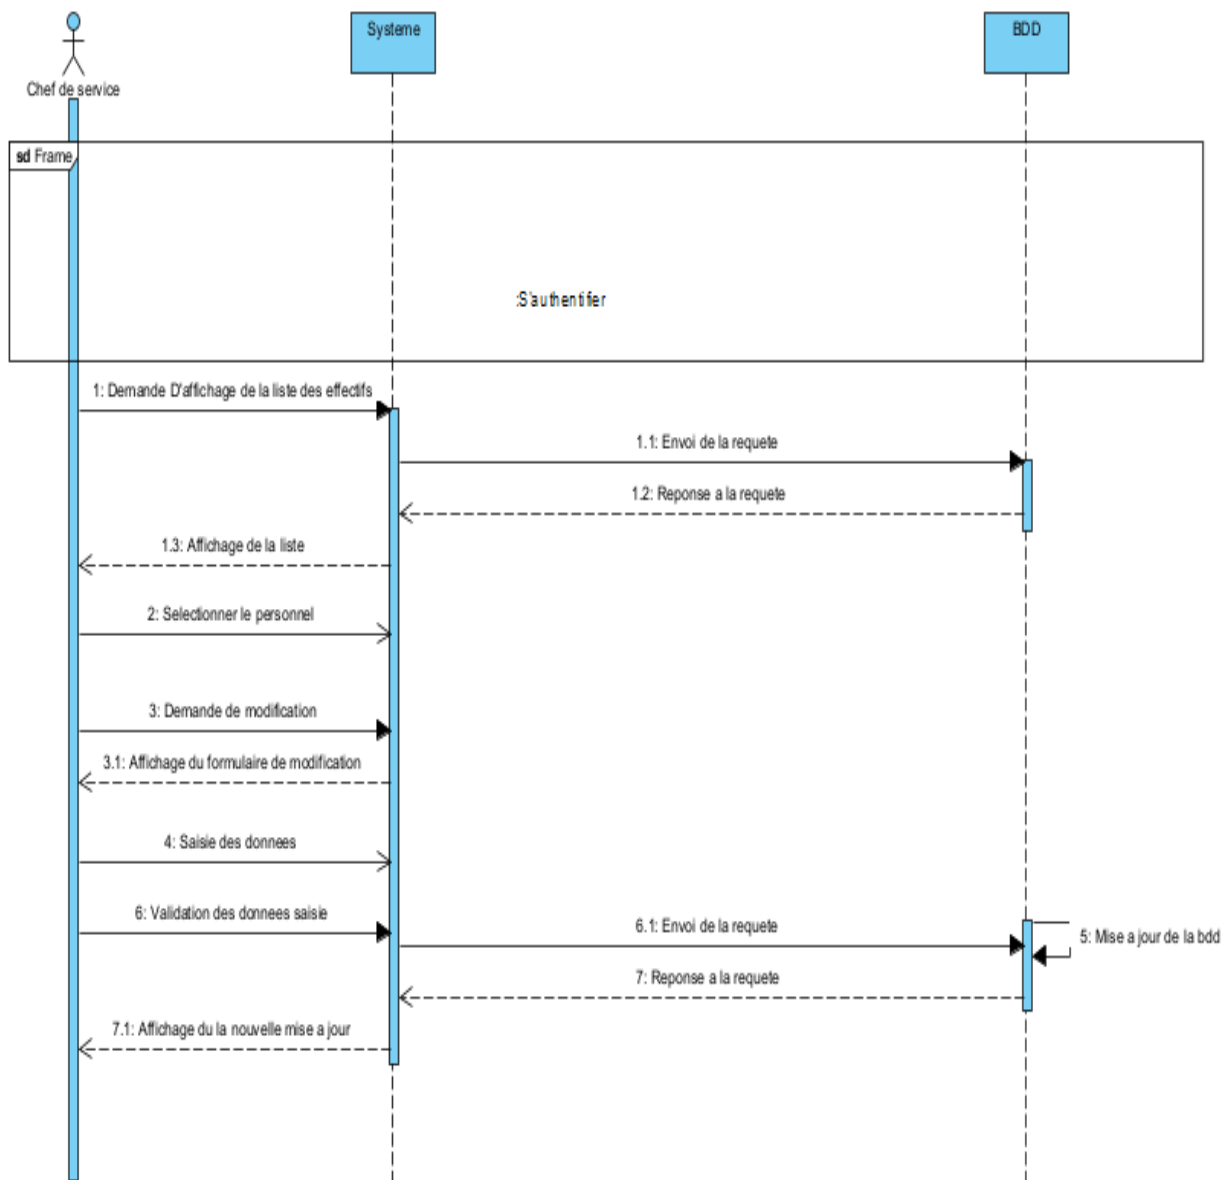 Systeme
BDD
Chef de service
sd Frame
:S'authentifier
1: Demande D'affichage de la liste des effectifs
1.1: Envoi de la requete
1.2: Reponse a la requete
1.3: Affichage de la liste
2: Selectionner le personnel
3: Demande de modification
3.1: Affichage du formulaire de modification
4: Saisie des donnees
6: Validation des donnees saisie
6.1: Envoi de la requete
5: Mise a jour de la bdd
7: Reponse a la requete
7.1: Affichage du la nouvelle mise a jour